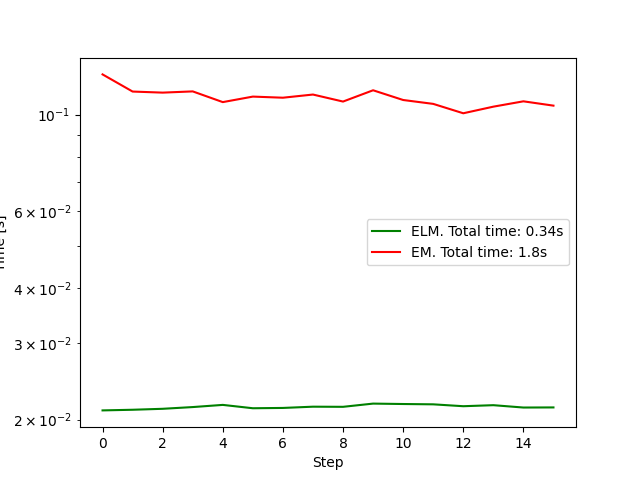 10⁻¹
6 × 10⁻²
4 × 10⁻²
3 × 10⁻²
2 × 10⁻²
ELM. Total time: 0.34s
EM. Total time: 1.8s
0 2 4 6 8 10 12 14
Step
[s]